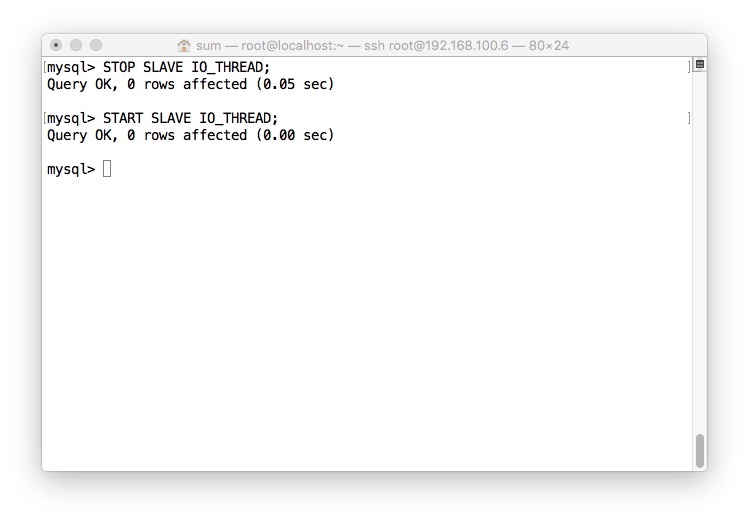 sum — root@localhost:~ — ssh root@192.168.100.6 — 80×24
[mysql> STOP SLAVE IO_THREAD; ]
Query OK, 0 rows affected (0.05 sec)
[mysql> START SLAVE IO_THREAD; ]
Query OK, 0 rows affected (0.00 sec)
mysql>